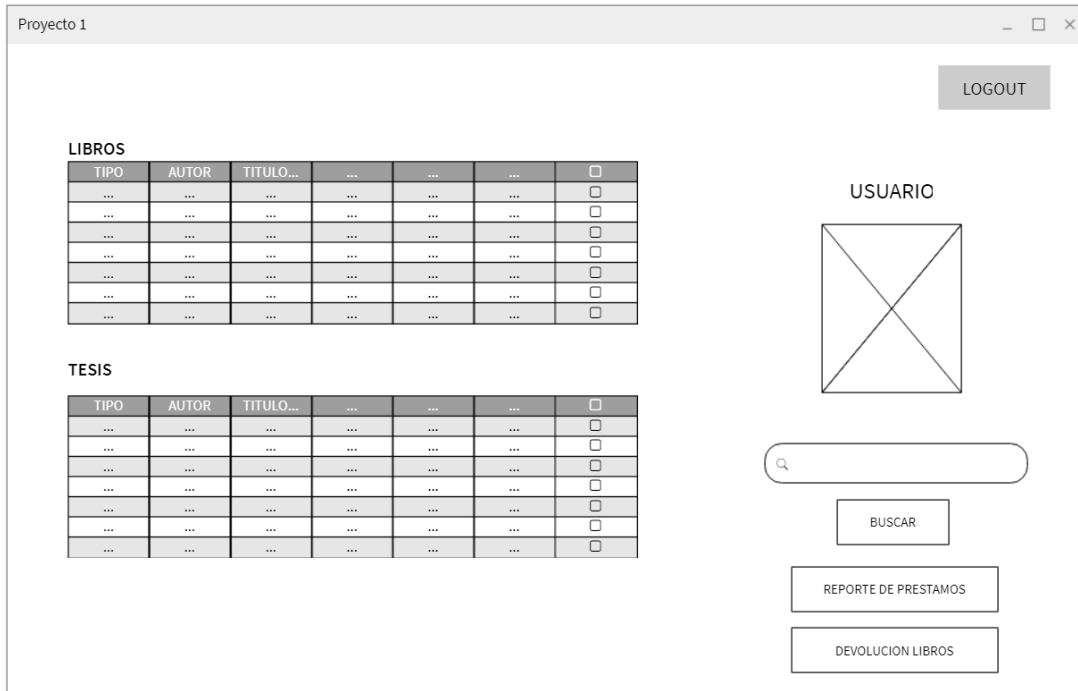 Proyecto 1
LOGOUT
LIBROS
TIPO AUTOR TITULO... ... ... ...
... ... ... ... ... ...
... ... ... ... ... ...
... ... ... ... ... ...
... ... ... ... ... ...
... ... ... ... ... ...
... ... ... ... ... ...
... ... ... ... ... ...
TESIS
TIPO AUTOR TITULO... ... ... ...
... ... ... ... ... ...
... ... ... ... ... ...
... ... ... ... ... ...
... ... ... ... ... ...
... ... ... ... ... ...
... ... ... ... ... ...
... ... ... ... ... ...
USUARIO
BUSCAR
REPORTE DE PRESTAMOS
DEVOLUCION LIBROS